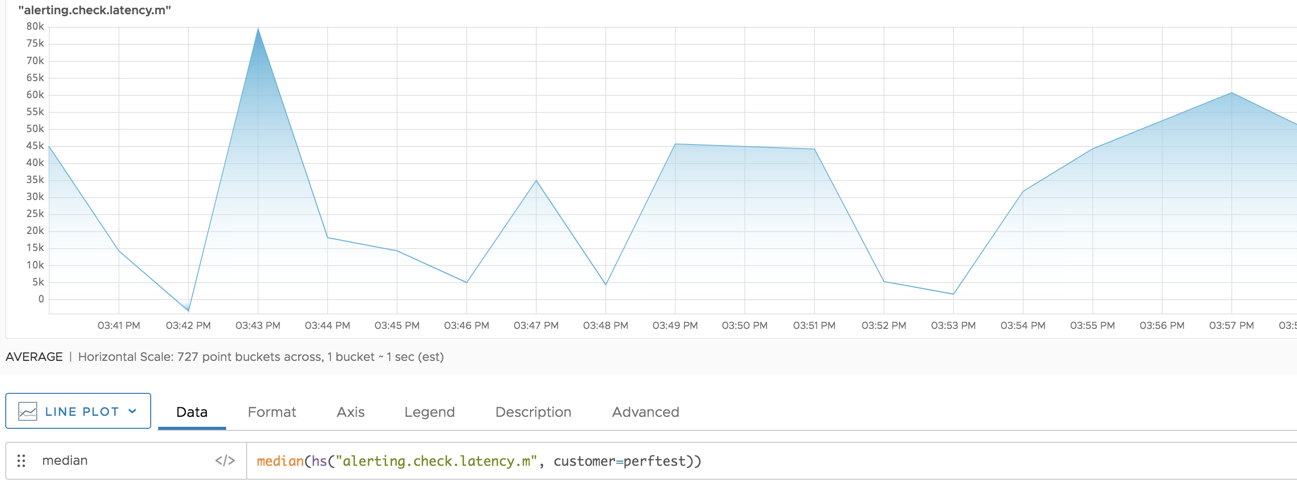 "alerting.check.latency.m"
80k
75k
70k
65k
60k
55k
50k
45k
40k
35k
30k
25k
20k
15k
10k
5k
0
03:41 PM 03:42 PM 03:43 PM 03:44 PM 03:45 PM 03:46 PM 03:47 PM 03:48 PM 03:49 PM 03:50 PM 03:51 PM 03:52 PM 03:53 PM 03:54 PM 03:55 PM 03:56 PM 03:57 PM 03:5
AVERAGE | Horizontal Scale: 727 point buckets across, 1 bucket ~ 1 sec (est)
LINE PLOT Data Format Axis Legend Description Advanced
median </> median(hs("alerting.check.latency.m", customer=perftest))